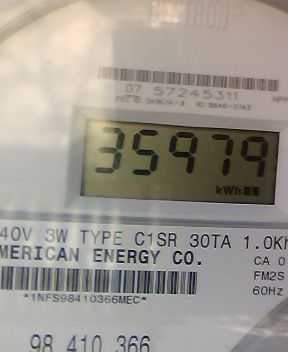 07 57245311
35979
kWh
40V 3W TYPE C1SR 30TA 1.0Kh
MERICAN ENERGY CO.
CA 0
FM2S
60Hz
*1NFS98410366MEC*
98 410 366